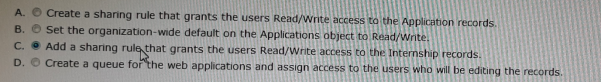 A. Create a sharing rule that grants the users Read/Write access to the Application records.
B. Set the organization-wide default on the Applications object to Read/Write.
C. Add a sharing rule that grants the users Read/Write access to the Internship records.
D. Create a queue for the web applications and assign access to the users who will be editing the records.